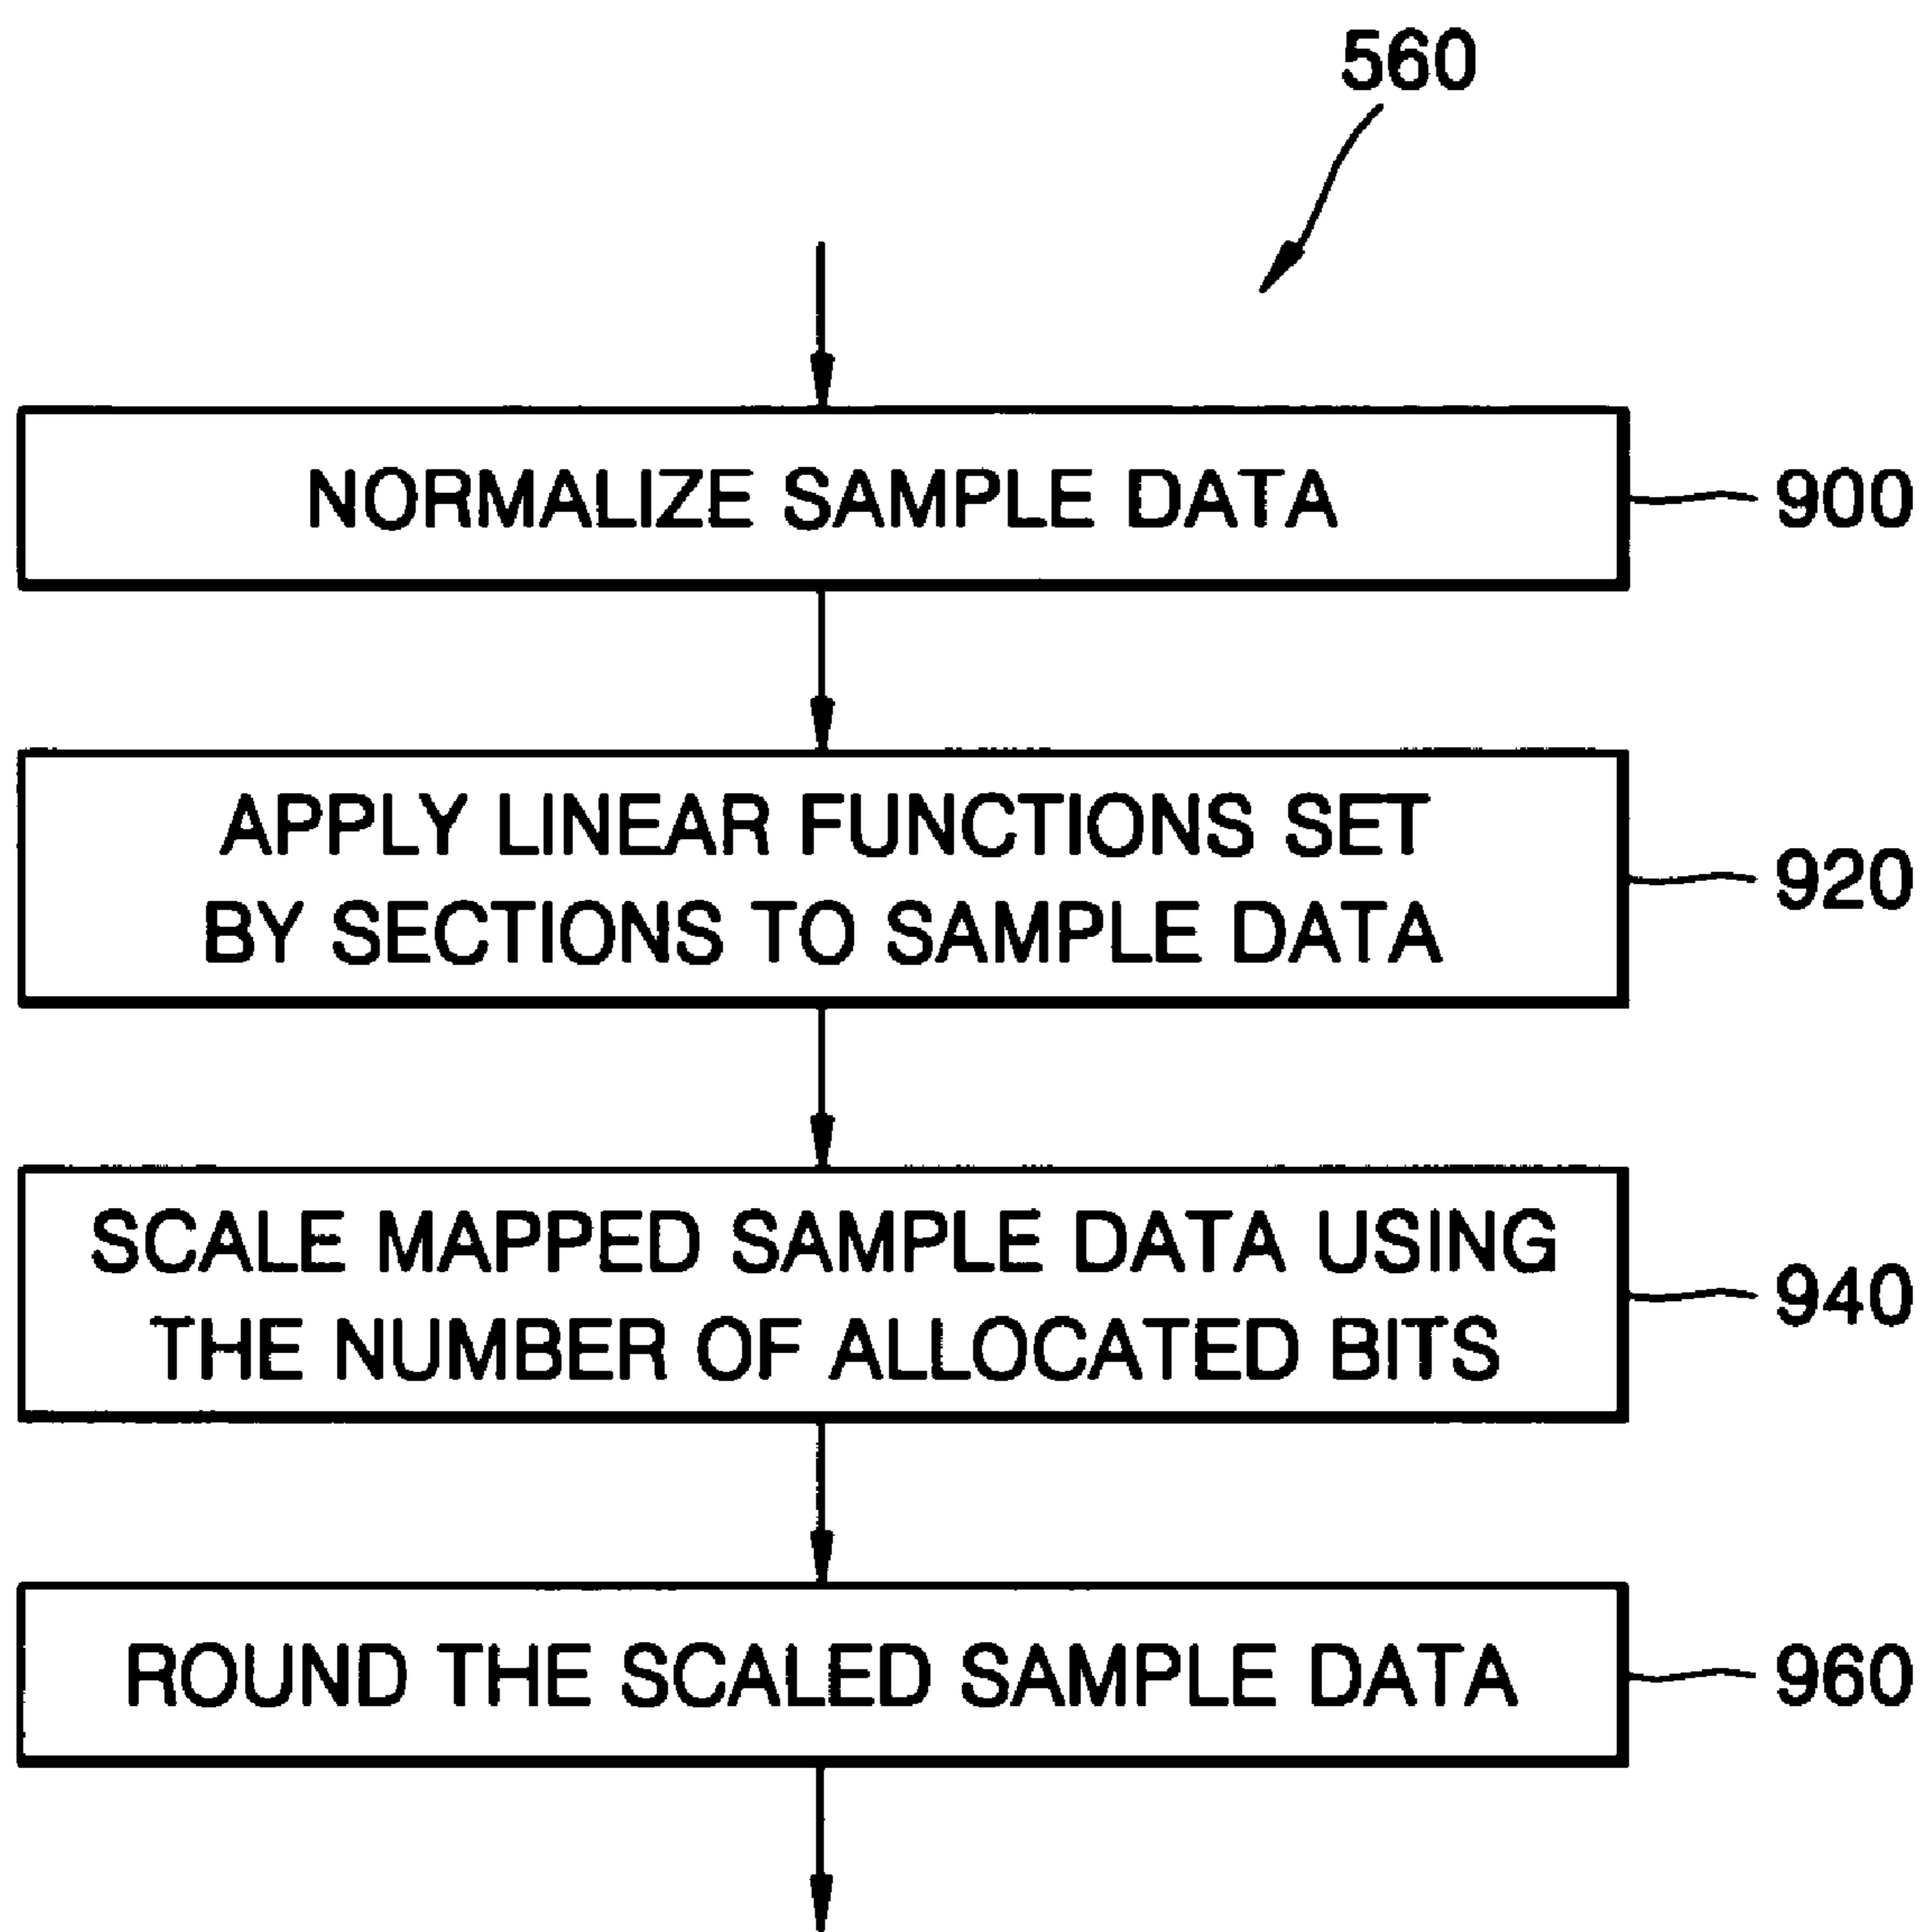 560
NORMALIZE SAMPLE DATA
900
APPLY LINEAR FUNCTIONS SET
BY SECTIONS TO SAMPLE DATA
920
SCALE MAPPED SAMPLE DATA USING
THE NUMBER OF ALLOCATED BITS
940
ROUND THE SCALED SAMPLE DATA
960